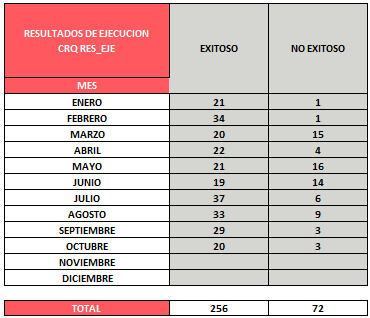 RESULTADOS DE EJECUCION
CRQ RES_EJE
EXITOSO NO EXITOSO
MES
ENERO 21 1
FEBRERO 34 1
MARZO 20 15
ABRIL 22 4
MAYO 21 16
JUNIO 19 14
JULIO 37 6
AGOSTO 33 9
SEPTIEMBRE 29 3
OCTUBRE 20 3
NOVIEMBRE
DICIEMBRE
TOTAL 256 72